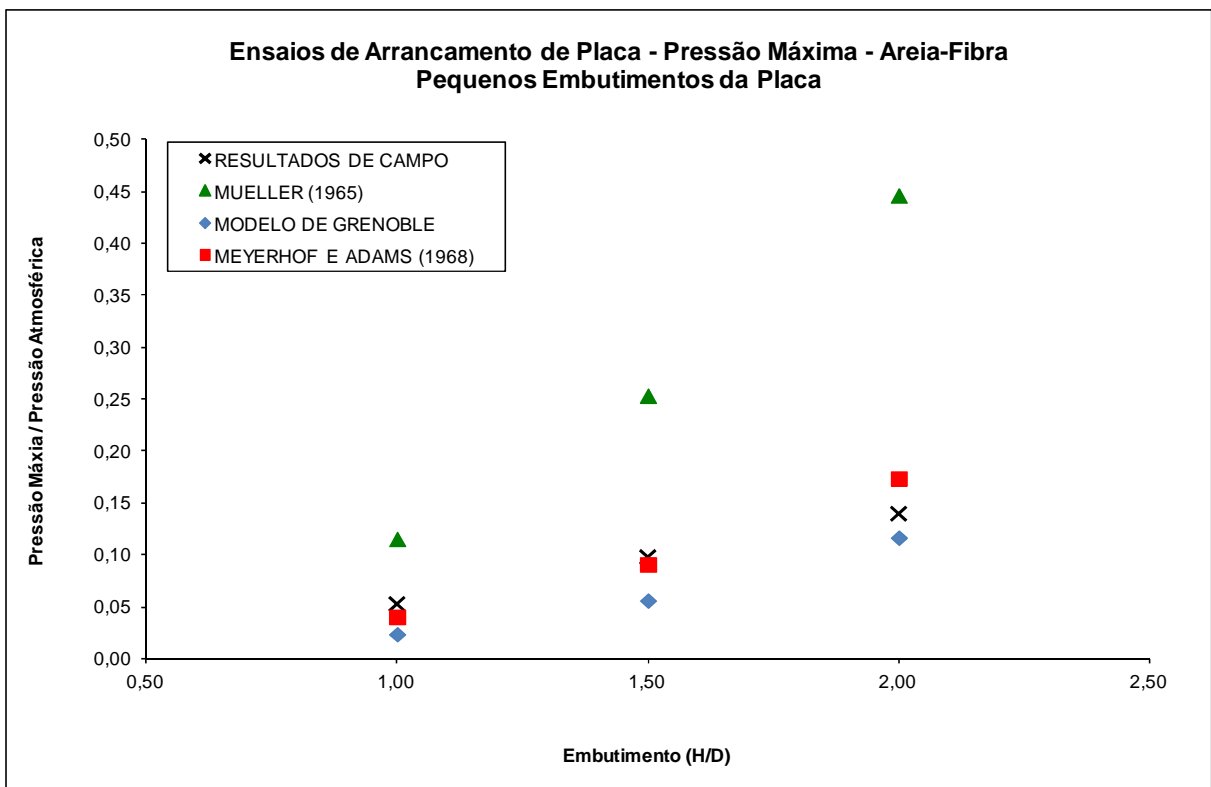 Ensaios de Arrancamento de Placa - Pressão Máxima - Areia-Fibra
Pequenos Embutimentos da Placa
0,50
0,45
0,40
0,35
0,30
0,25
0,20
0,15
0,10
0,05
0,00
RESULTADOS DE CAMPO
MUELLER (1965)
MODELO DE GRENOBLE
MEYERHOF E ADAMS (1968)
Pressão Máxia / Pressão Atmosférica
0,50
1,00
1,50
2,00
2,50
Embutimento (H/D)